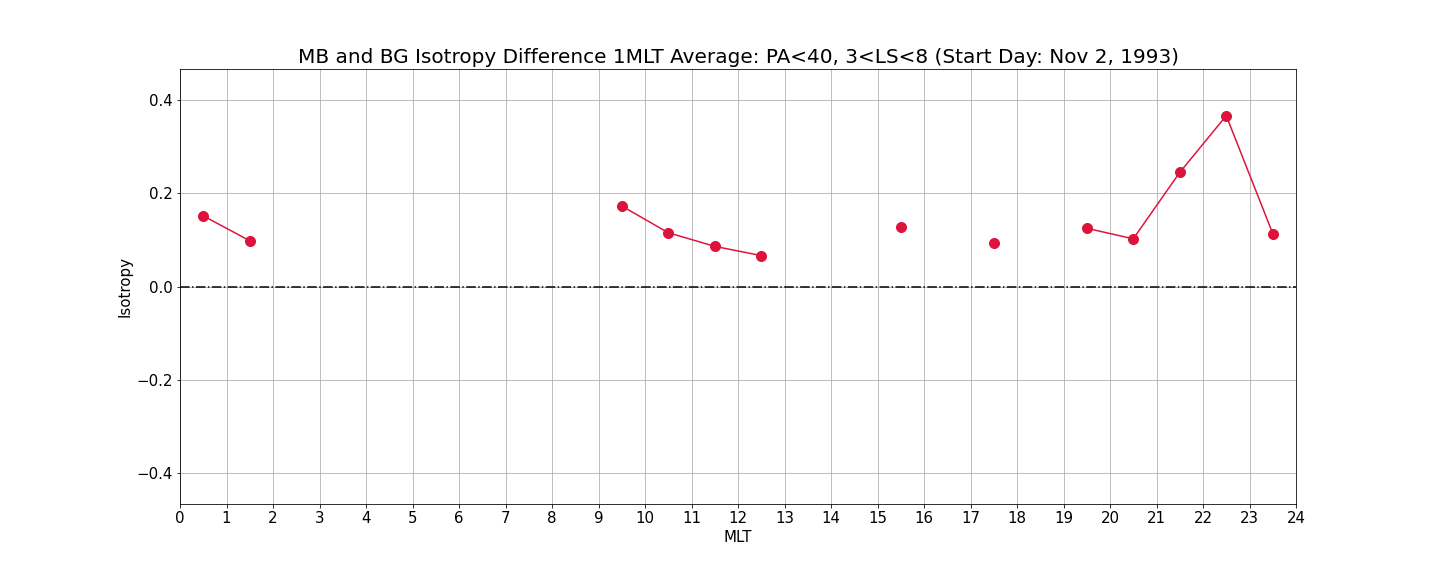 MB and BG Isotropy Difference 1MLT Average: PA<40, 3<LS<8 (Start Day: Nov 2, 1993)
0.4
0.2
0.0
−0.2
−0.4
Isotropy
0 1 2 3 4 5 6 7 8 9 10 11 12 13 14 15 16 17 18 19 20 21 22 23 24
MLT